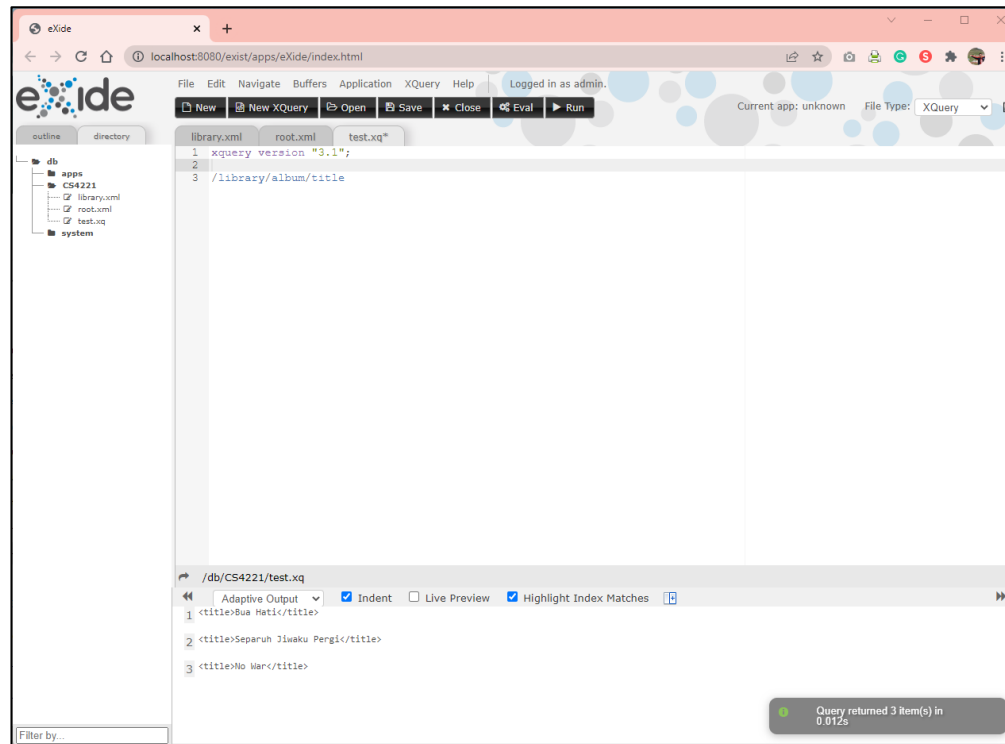 eXide
localhost:8080/exist/apps/eXide/index.html
eXide
File Edit Navigate Buffers Application XQuery Help Logged in as admin.
New New XQuery Open Save Close Eval Run
Current app: unknown File Type: XQuery
outline directory
library.xml root.xml test.xq*
db
apps
CS4221
library.xml
root.xml
test.xq
system
1 xquery version "3.1";
2
3 /library/album/title
/db/CS4221/test.xq
Adaptive Output Indent Live Preview Highlight Index Matches
1 <title>Bua Hati</title>
2 <title>Separuh Jiwaku Pergi</title>
3 <title>No War</title>
Query returned 3 item(s) in
0.012s
Filter by...